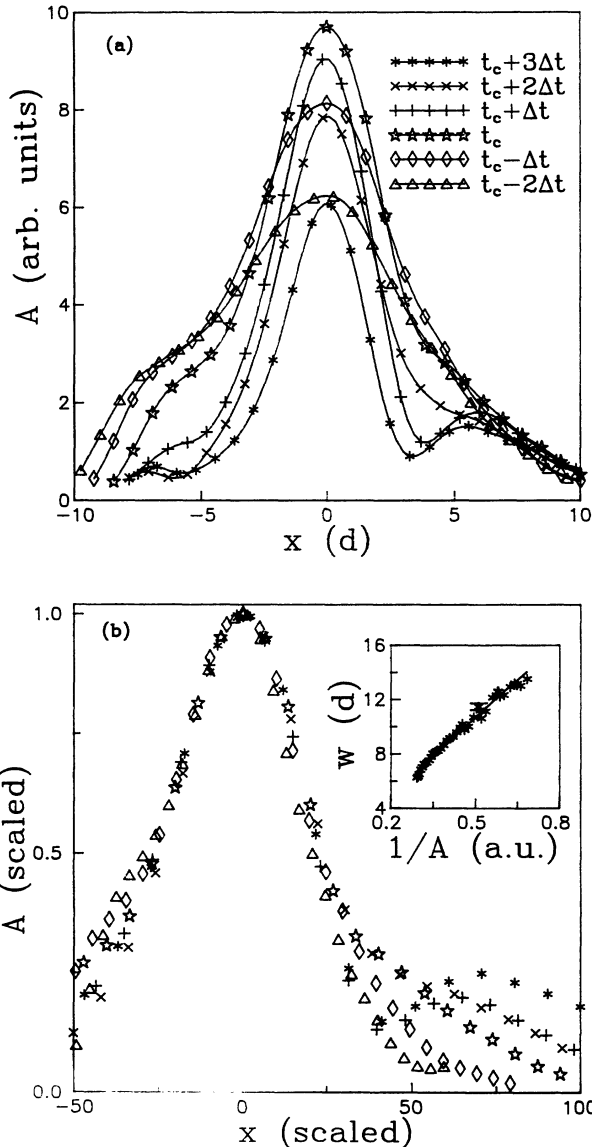 (a)
A (arb. units)
10
8
6
4
2
0
t_c+3Δt
t_c+2Δt
t_c+Δt
t_c
t_c−Δt
t_c−2Δt
−10
−5
0
5
10
x (d)
(b)
A (scaled)
1.0
0.5
0.0
w (d)
16
12
8
4
0.2
0.5
0.8
1/A (a.u.)
−50
0
50
100
x (scaled)